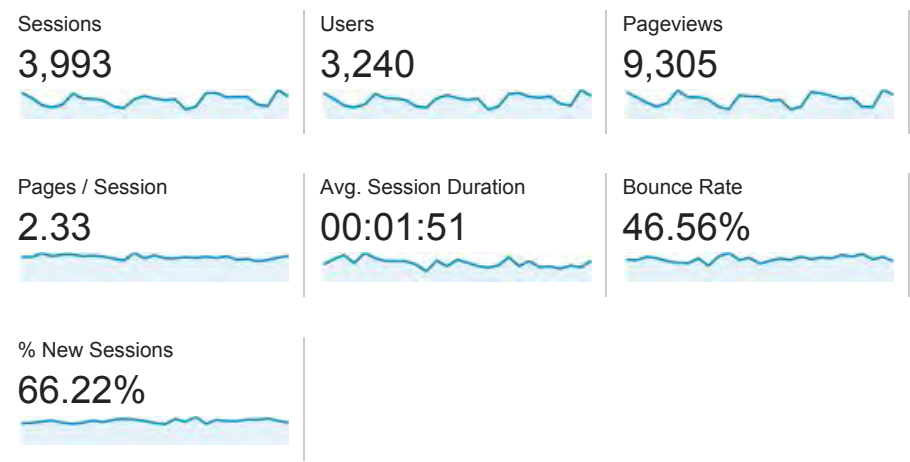 Sessions
3,993
Users
3,240
Pageviews
9,305
Pages / Session
2.33
Avg. Session Duration
00:01:51
Bounce Rate
46.56%
% New Sessions
66.22%